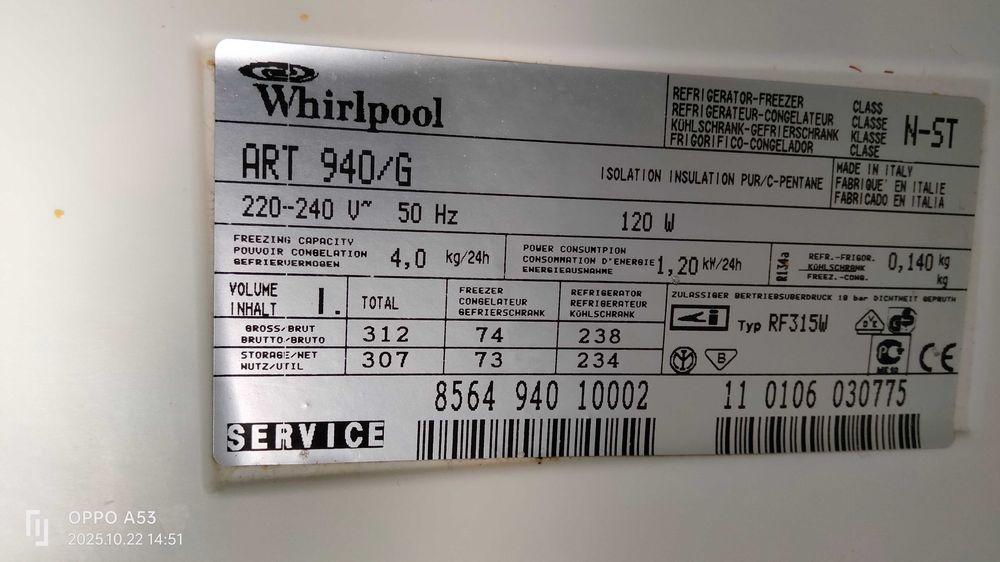 Whirlpool
REFRIGERATOR-FREEZER CLASS
REFRIGERATEUR-CONGELATEUR CLASSE
KÜHLSCHRANK-GEFRIERSCHRANK KLASSE
FRIGORIFICO-CONGELADOR CLASE
N-ST
ART 940/G
ISOLATION INSULATION PUR/C-PENTANE
MADE IN ITALY
FABRIQUE' EN ITALIE
FABRICADO EN ITALIA
220-240 V~ 50 Hz 120 W
FREEZING CAPACITY
POUVOIR CONGELATION
GEFRIERVERMOGEN
4,0 kg/24h
POWER CONSUMTPION
CONSOMMATION D'ENERGIE
ENERGIEAUSNAHME
1,20 kW/24h
R134a
REFR.-FRIGOR.
KÜHLSCHRANK
0,140 kg
FREEZ.-CONG. kg
VOLUME
INHALT
l.
TOTAL
FREEZER
CONGELATEUR
GEFRIERSCHRANK
REFRIGERATOR
REFRIGERATEUR
KÜHLSCHRANK
GROSS/BRUT
BRUTTO/BRUTO
312 74 238
STORAGE/NET
NUTZ/UTIL
307 73 234
ZULASSIGER BERTRIEBSUBERDRUCK 18 bar DICHTHEIT GEPRUTH
Typ RF315W
VDE GS
B
CE
8564 940 10002 11 0106 030775
SERVICE
OPPO A53
2025.10.22 14:51